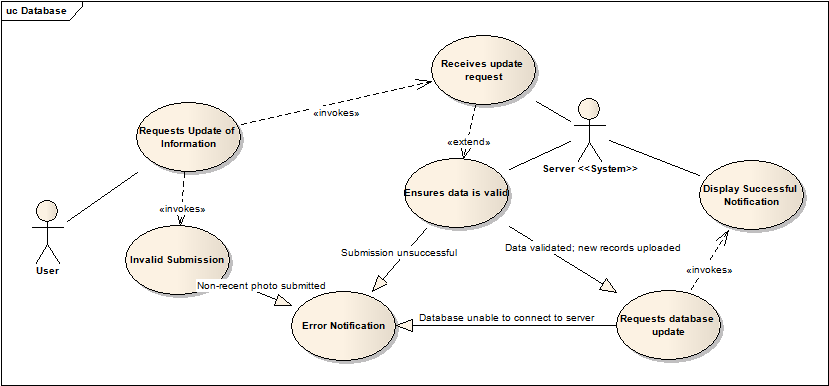 uc Database
Receives update
request
«invokes»
Requests Update of
Information
«extend»
Server <<System>>
Ensures data is valid
Display Successful
Notification
«invokes»
User
Invalid Submission
Submission unsuccessful
Data validated; new records uploaded
«invokes»
Non-recent photo submitted
Error Notification
Database unable to connect to server
Requests database
update